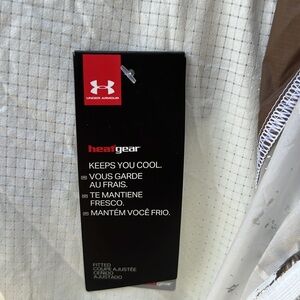 UNDER ARMOUR
heatgear
KEEPS YOU COOL.
VOUS GARDE
AU FRAIS.
TE MANTIENE
FRESCO.
MANTÉM VOCÊ FRIO.
FITTED
COUPE AJUSTÉE
CEÑIDO
AJUSTADO